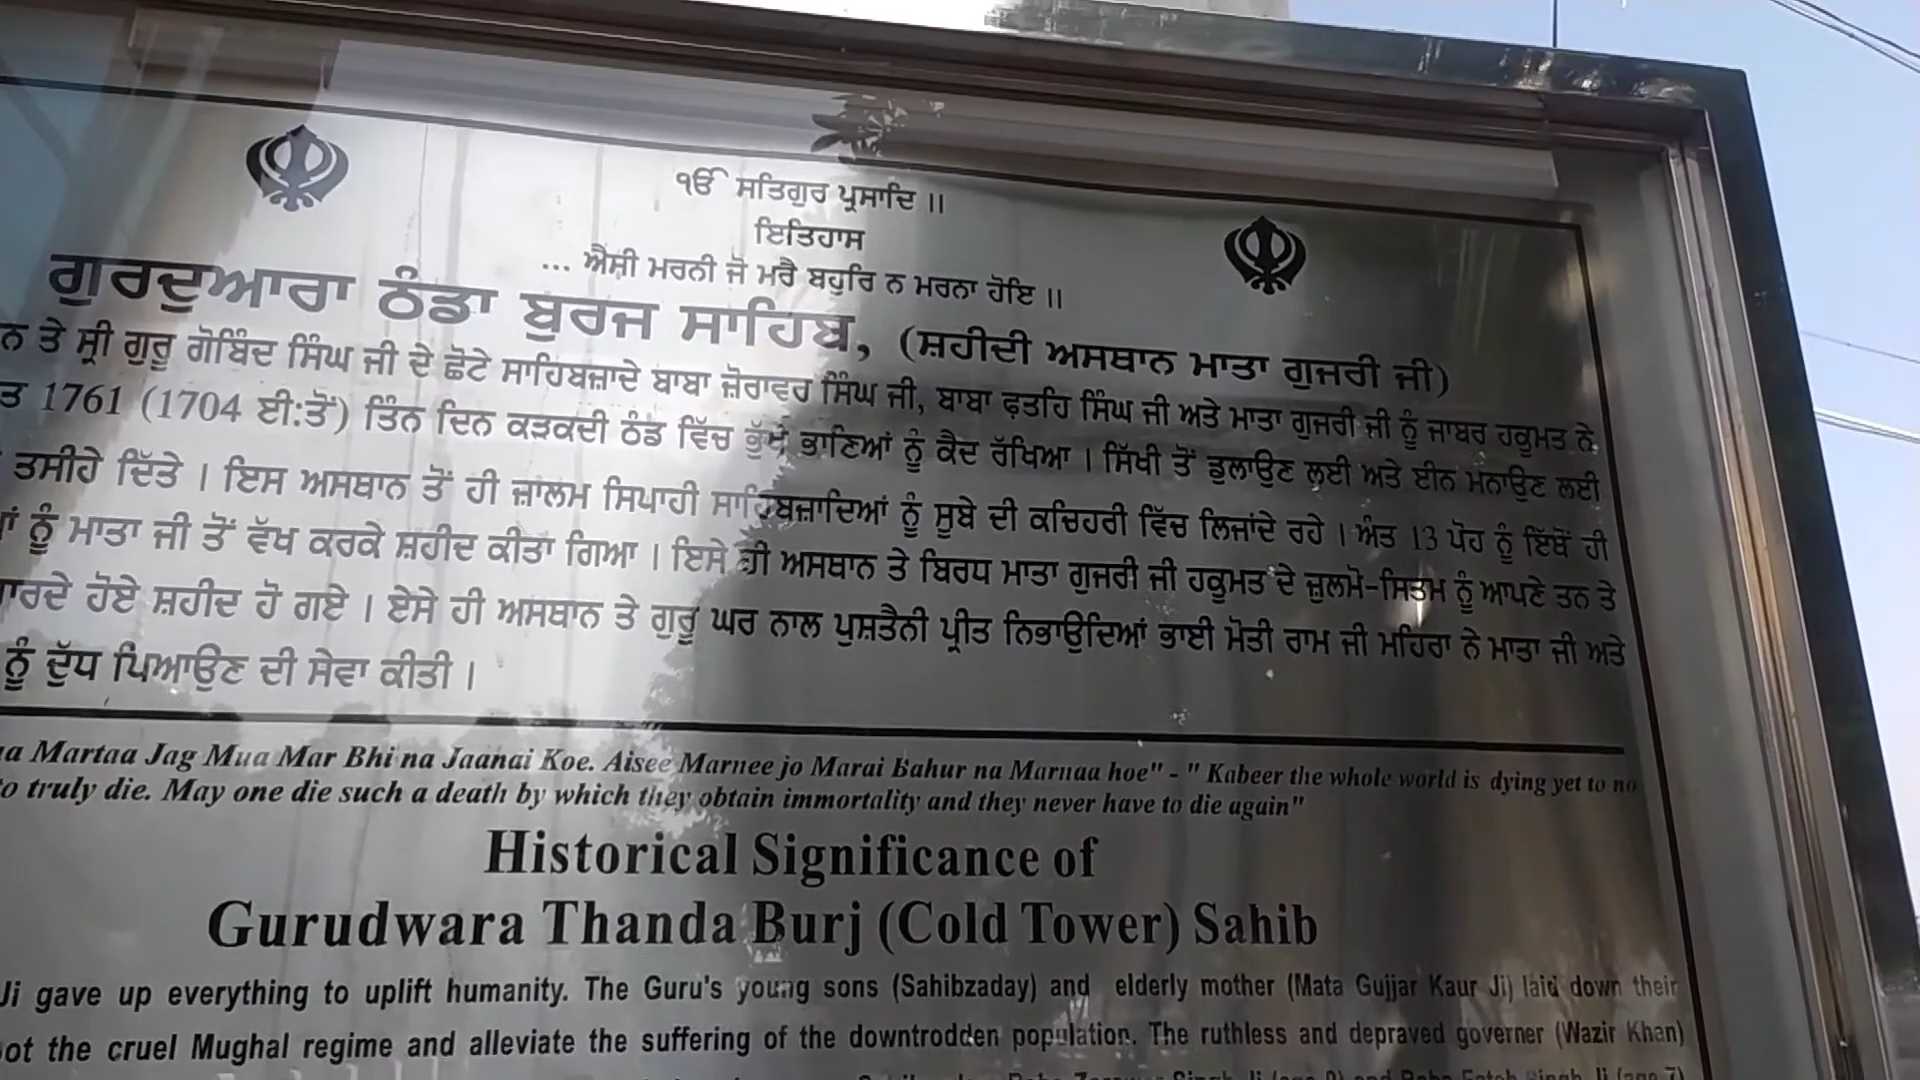 ੴ ਸਤਿਗੁਰ ਪ੍ਰਸਾਦਿ ॥
ਇਤਿਹਾਸ
... ਐਸੀ ਮਰਨੀ ਜੋ ਮਰੈ ਬਹੁਰਿ ਨ ਮਰਨਾ ਹੋਇ ॥
ਗੁਰਦੁਆਰਾ ਠੰਡਾ ਬੁਰਜ ਸਾਹਿਬ, (ਸ਼ਹੀਦੀ ਅਸਥਾਨ ਮਾਤਾ ਗੁਜਰੀ ਜੀ)
ਨ ਤੇ ਸ੍ਰੀ ਗੁਰੂ ਗੋਬਿੰਦ ਸਿੰਘ ਜੀ ਦੇ ਛੋਟੇ ਸਾਹਿਬਜ਼ਾਦੇ ਬਾਬਾ ਜ਼ੋਰਾਵਰ ਸਿੰਘ ਜੀ, ਬਾਬਾ ਫ਼ਤਹਿ ਸਿੰਘ ਜੀ ਅਤੇ ਮਾਤਾ ਗੁਜਰੀ ਜੀ ਨੂੰ ਜਾਬਰ ਹਕੂਮਤ ਨੇ
ਤ 1761 (1704 ਈ:ਤੋਂ) ਤਿੰਨ ਦਿਨ ਕੜਕਦੀ ਠੰਡ ਵਿੱਚ ਭੁੱਖੇ ਭਾਣਿਆਂ ਨੂੰ ਕੈਦ ਰੱਖਿਆ । ਸਿੱਖੀ ਤੋਂ ਡੁਲਾਉਣ ਲਈ ਅਤੇ ਈਨ ਮਨਾਉਣ ਲਈ
ਤਸੀਹੇ ਦਿੱਤੇ । ਇਸ ਅਸਥਾਨ ਤੋਂ ਹੀ ਜ਼ਾਲਮ ਸਿਪਾਹੀ ਸਾਹਿਬਜ਼ਾਦਿਆਂ ਨੂੰ ਸੂਬੇ ਦੀ ਕਚਿਹਰੀ ਵਿੱਚ ਲਿਜਾਂਦੇ ਰਹੇ । ਅੰਤ 13 ਪੋਹ ਨੂੰ ਇੱਥੋਂ ਹੀ
ਨੂੰ ਮਾਤਾ ਜੀ ਤੋਂ ਵੱਖ ਕਰਕੇ ਸ਼ਹੀਦ ਕੀਤਾ ਗਿਆ । ਇਸੇ ਹੀ ਅਸਥਾਨ ਤੇ ਬਿਰਧ ਮਾਤਾ ਗੁਜਰੀ ਜੀ ਹਕੂਮਤ ਦੇ ਜ਼ੁਲਮੋ-ਸਿਤਮ ਨੂੰ ਆਪਣੇ ਤਨ ਤੇ
ਾਰਦੇ ਹੋਏ ਸ਼ਹੀਦ ਹੋ ਗਏ । ਏਸੇ ਹੀ ਅਸਥਾਨ ਤੇ ਗੁਰੂ ਘਰ ਨਾਲ ਪੁਸ਼ਤੈਨੀ ਪ੍ਰੀਤ ਨਿਭਾਉਦਿਆਂ ਭਾਈ ਮੋਤੀ ਰਾਮ ਜੀ ਮਹਿਰਾ ਨੇ ਮਾਤਾ ਜੀ ਅਤੇ
ਨੂੰ ਦੁੱਧ ਪਿਆਉਣ ਦੀ ਸੇਵਾ ਕੀਤੀ ।
a Martaa Jag Mua Mar Bhi na Jaanai Koe. Aisee Marnee jo Marai Bahur na Marnaa hoe" - " Kabeer the whole world is dying yet to no
o truly die. May one die such a death by which they obtain immortality and they never have to die again"
Historical Significance of
Gurudwara Thanda Burj (Cold Tower) Sahib
Ji gave up everything to uplift humanity. The Guru's young sons (Sahibzaday) and elderly mother (Mata Gujjar Kaur Ji) laid down their
oot the cruel Mughal regime and alleviate the suffering of the downtrodden population. The ruthless and depraved governer (Wazir Khan)